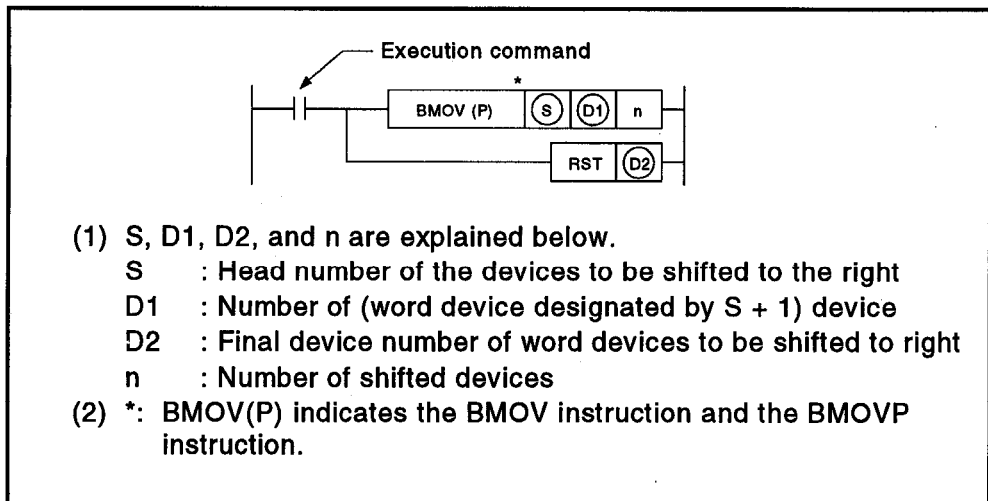 Execution command
*
BMOV (P) S D1 n
RST D2
(1) S, D1, D2, and n are explained below.
S : Head number of the devices to be shifted to the right
D1 : Number of (word device designated by S + 1) device
D2 : Final device number of word devices to be shifted to right
n : Number of shifted devices
(2) *: BMOV(P) indicates the BMOV instruction and the BMOVP
instruction.